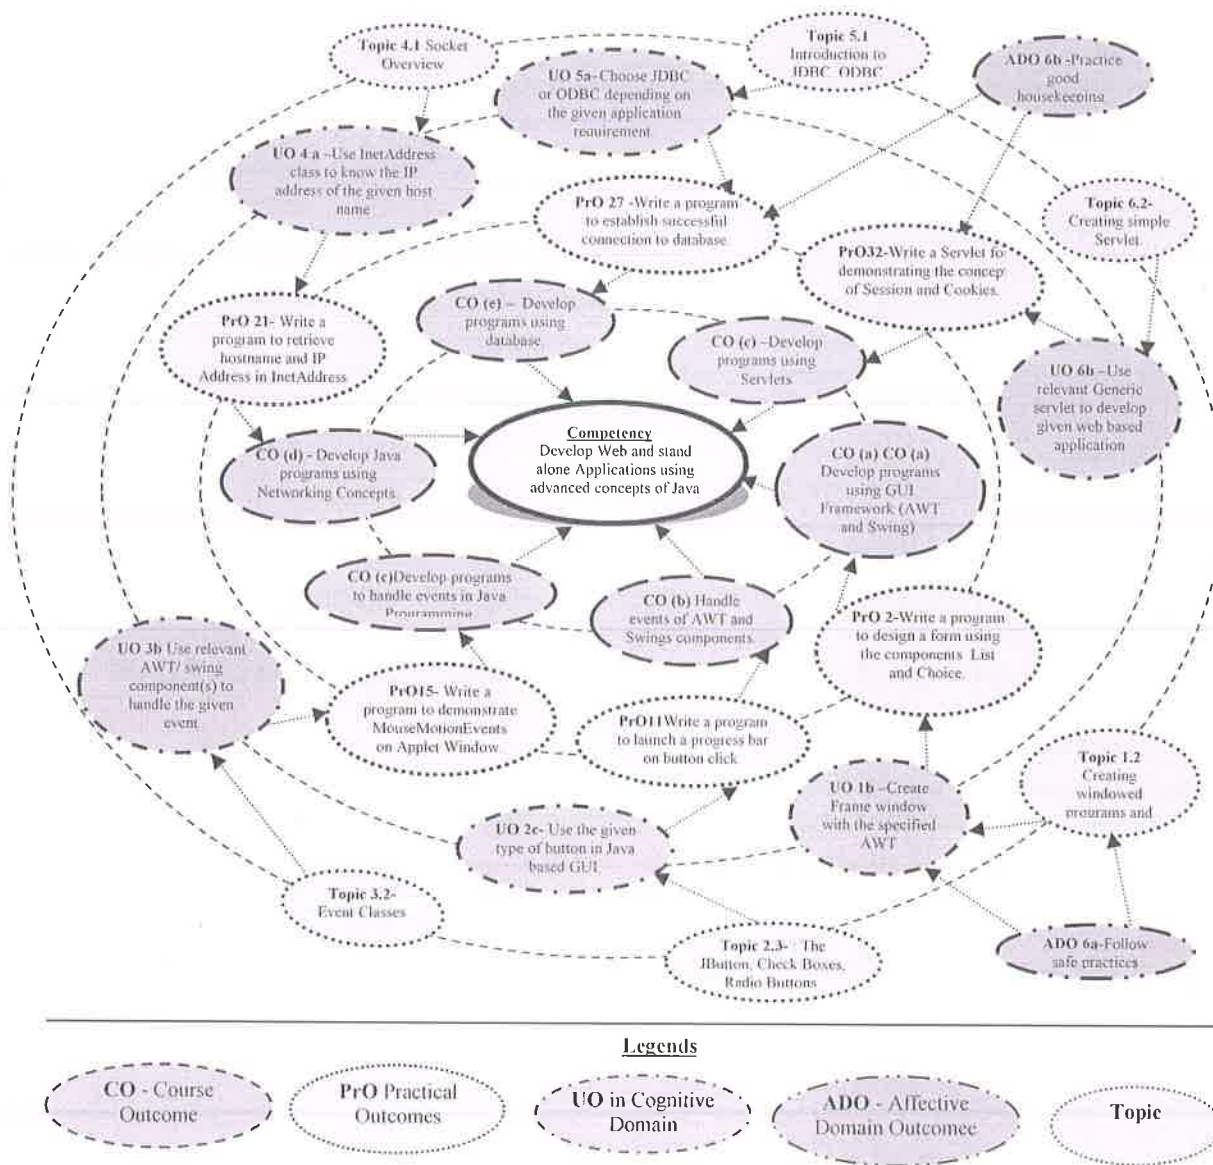 Topic 4.1 Socket
Overview
Topic 5.1
Introduction to
JDBC, ODBC
ADO 6b -Practice
good
housekeeping
UO 5a- Choose JDBC
or ODBC depending on
the given application
requirement
UO 4 a –Use InetAddress
class to know the IP
address of the given host
name
PrO 27 -Write a program
to establish successful
connection to database.
Topic 6.2-
Creating simple
Servlet
PrO32-Write a Servlet for
demonstrating the concept
of Session and Cookies.
PrO 21- Write a
program to retrieve
hostname and IP
Address in InetAddress
CO (e) – Develop
programs using
database.
CO (c) –Develop
programs using
Servlets
UO 6b –Use
relevant Generic
servlet to develop
given web based
application
Competency
Develop Web and stand
alone Applications using
advanced concepts of Java
CO (d) - Develop Java
programs using
Networking Concepts
CO (a) CO (a)
Develop programs
using GUI
Framework (AWT
and Swing)
CO (c)Develop programs
to handle events in Java
Programming
CO (b) Handle
events of AWT and
Swings components.
PrO 2-Write a program
to design a form using
the components List
and Choice.
UO 3b Use relevant
AWT/ swing
component(s) to
handle the given
event
PrO15- Write a
program to demonstrate
MouseMotionEvents
on Applet Window
PrO11Write a program
to launch a progress bar
on button click.
Topic 1.2
Creating
windowed
programs and
UO 1b –Create
Frame window
with the specified
AWT
UO 2c- Use the given
type of button in Java
based GUI.
Topic 3.2-
Event Classes
Topic 2.3- The
JButton, Check Boxes,
Radio Buttons
ADO 6a-Follow
safe practices
Legends
CO - Course
Outcome
PrO Practical
Outcomes
UO in Cognitive
Domain
ADO - Affective
Domain Outcomee
Topic